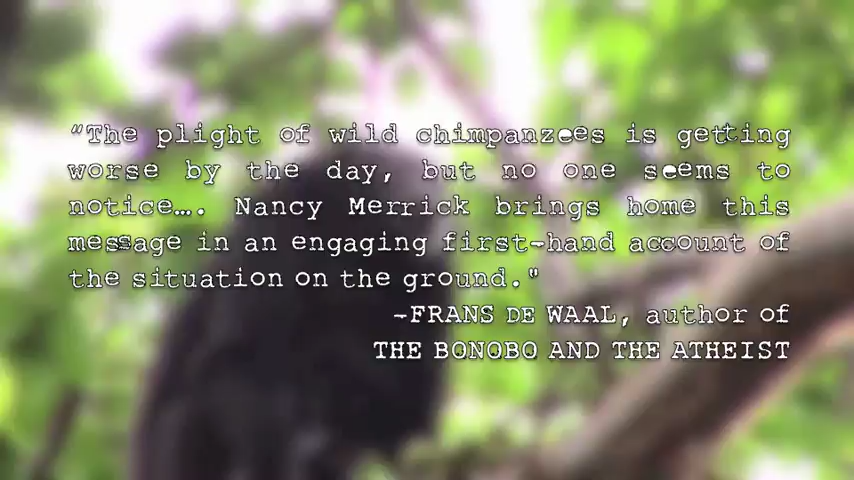 “The plight of wild chimpanzees is getting
worse by the day, but no one seems to
notice…. Nancy Merrick brings home this
message in an engaging first-hand account of
the situation on the ground."
-FRANS DE WAAL, author of
THE BONOBO AND THE ATHEIST